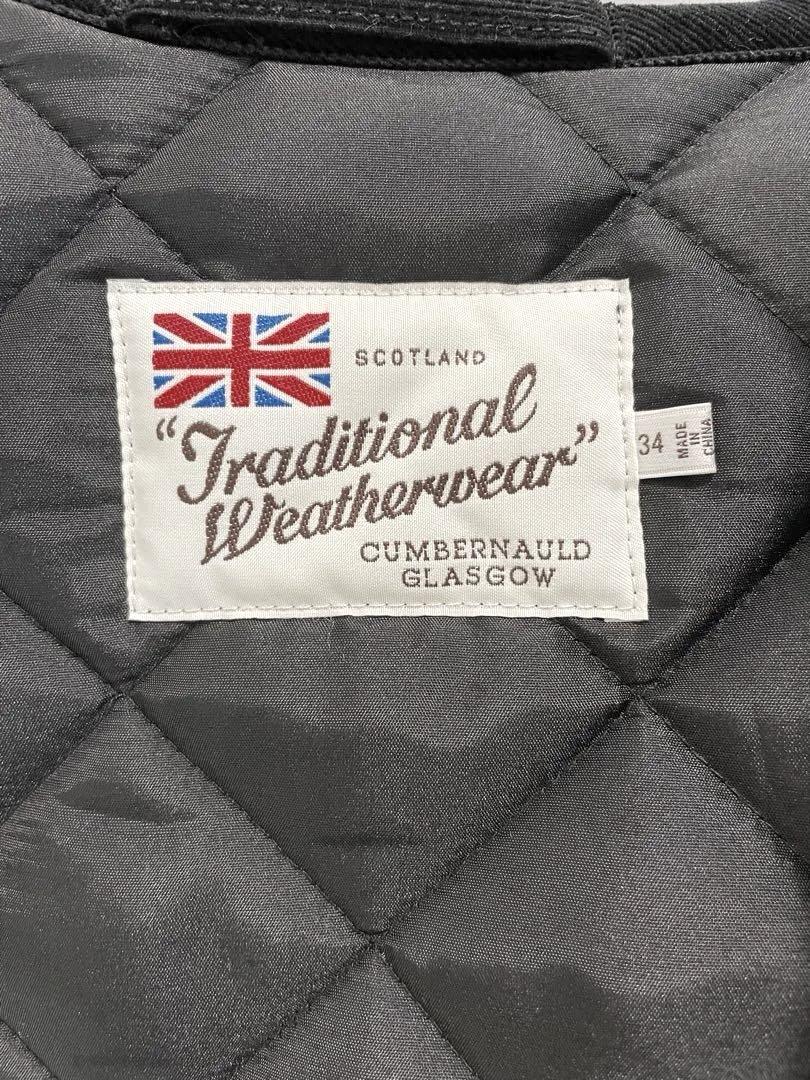 SCOTLAND
"Traditional
Weatherwear"
CUMBERNAULD
GLASGOW
34
MADE
IN
CHINA